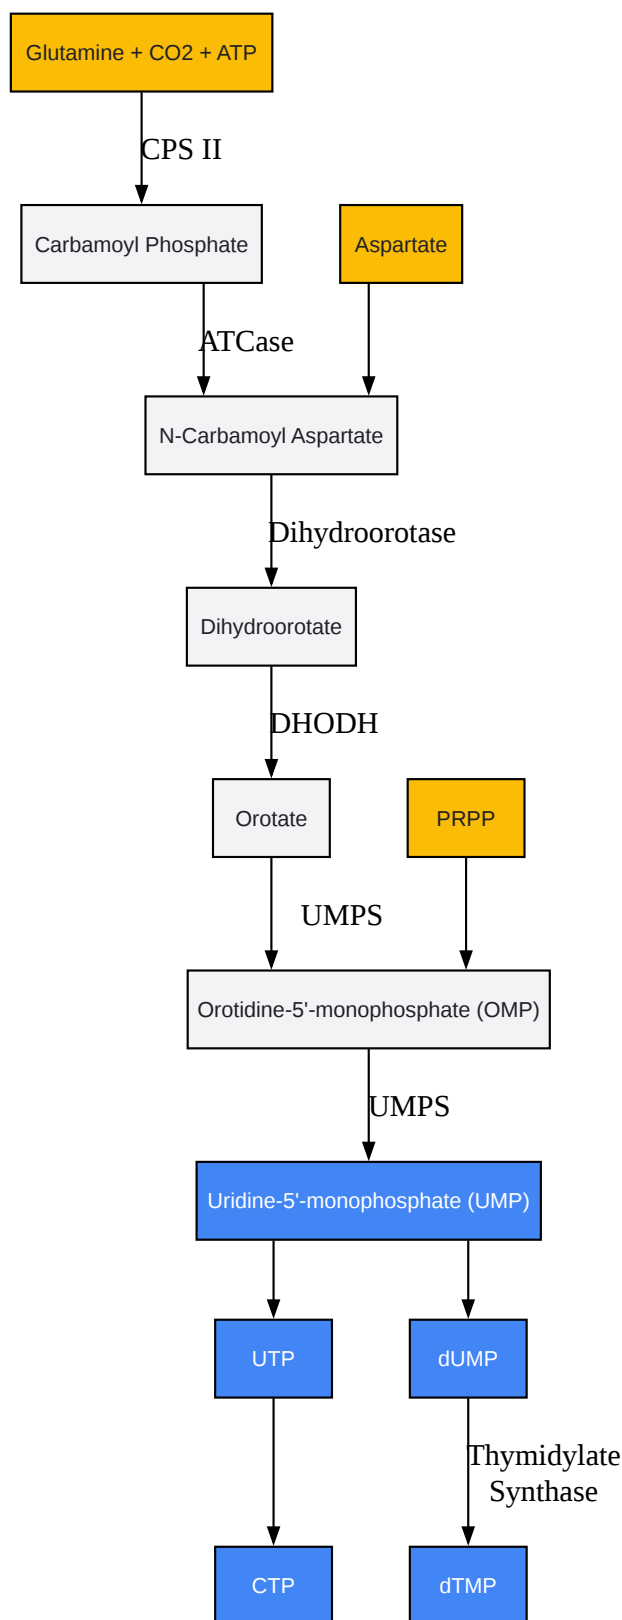 Glutamine + CO2 + ATP
CPS II
Carbamoyl Phosphate
Aspartate
ATCase
N-Carbamoyl Aspartate
Dihydroorotase
Dihydroorotate
DHODH
Orotate
PRPP
UMPS
Orotidine-5'-monophosphate (OMP)
UMPS
Uridine-5'-monophosphate (UMP)
UTP
dUMP
Thymidylate
Synthase
CTP
dTMP